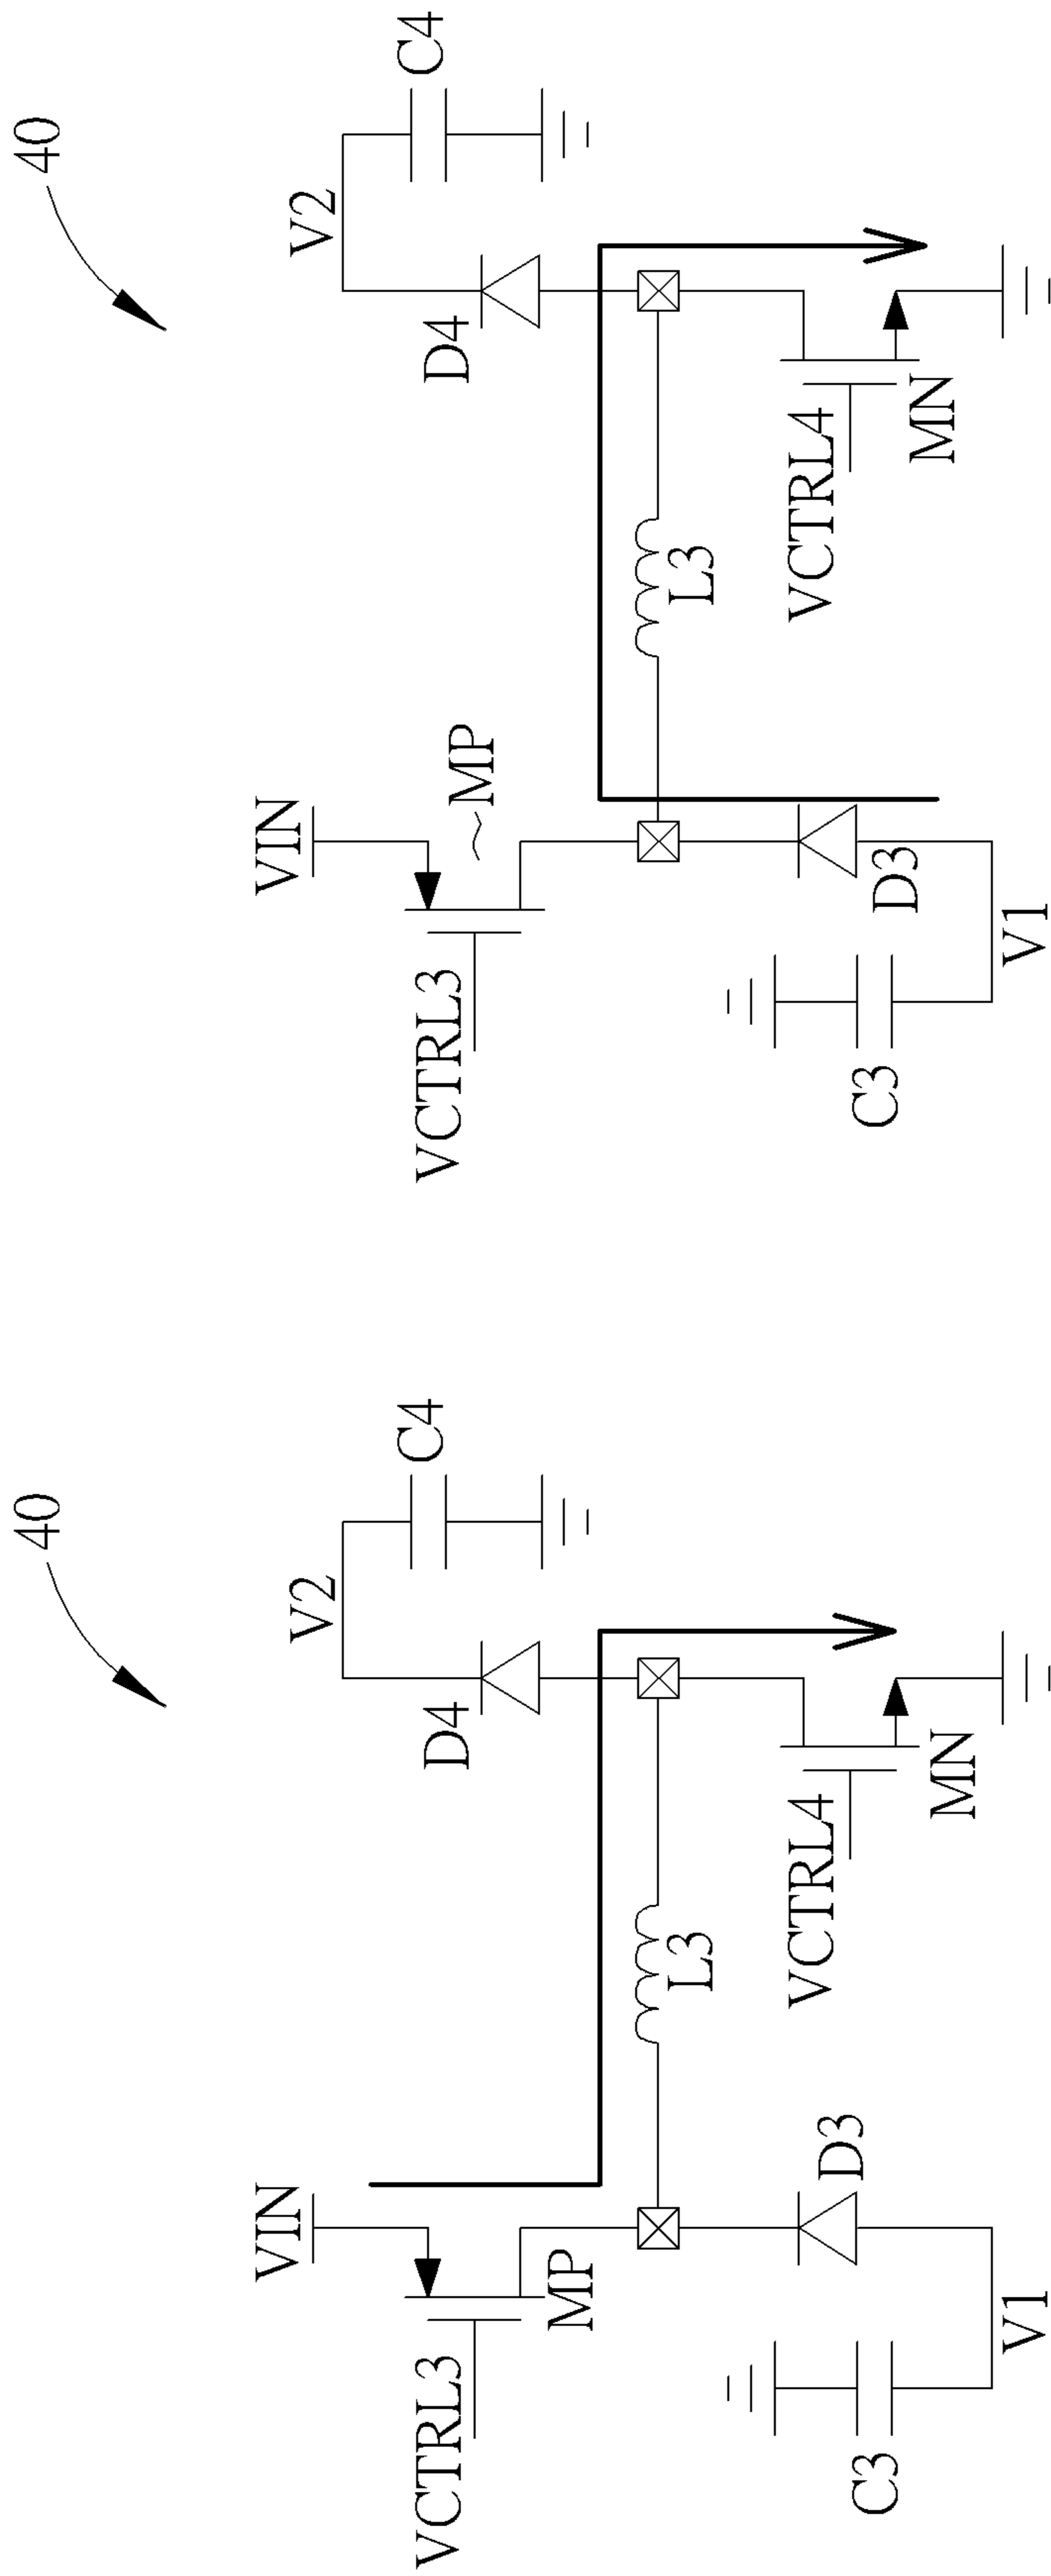 40
C4
V2
D4
VIN
MP
L3
VCTRL4
MN
VCTRL3
D3
C3
V1
40
C4
V2
D4
VIN
MP
L3
VCTRL4
MN
VCTRL3
D3
C3
V1